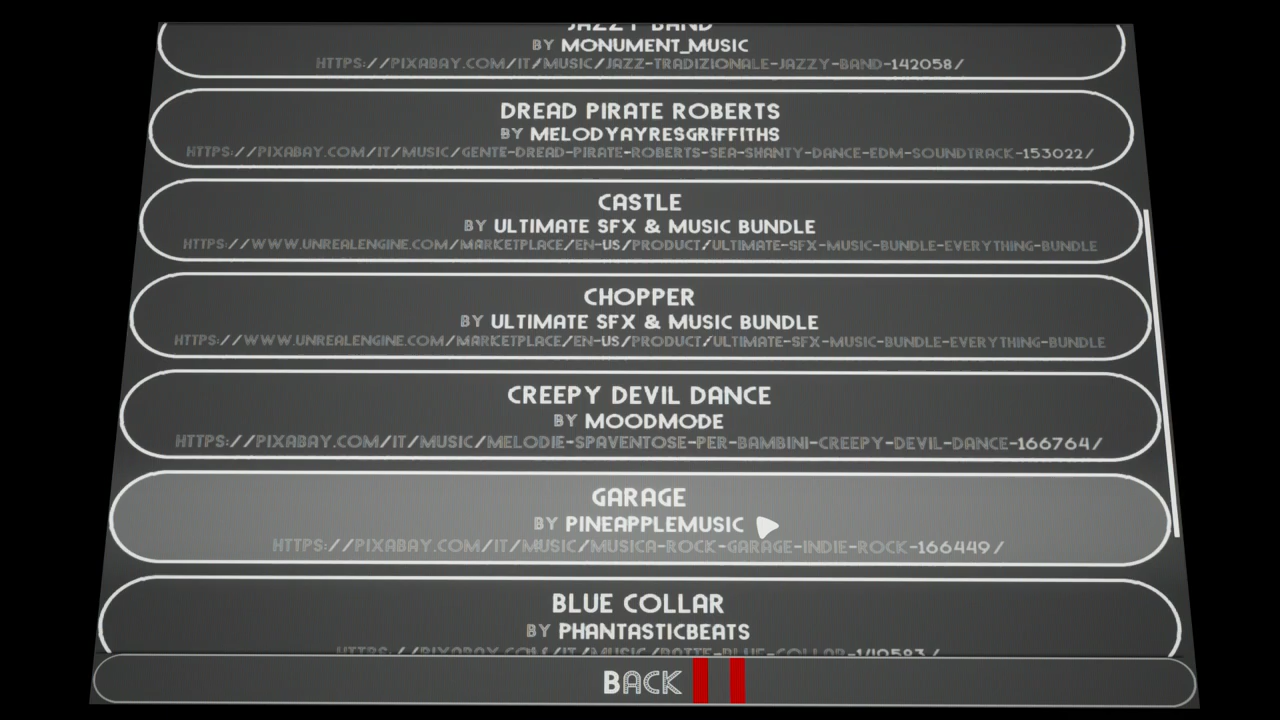 JAZZY BAND
BY MONUMENT_MUSIC
HTTPS://PIXABAY.COM/IT/MUSIC/JAZZ-TRADIZIONALE-JAZZY-BAND-142058/
DREAD PIRATE ROBERTS
BY MELODYAYRESGRIFFITHS
HTTPS://PIXABAY.COM/IT/MUSIC/GENTE-DREAD-PIRATE-ROBERTS-SEA-SHANTY-DANCE-EDM-SOUNDTRACK-153022/
CASTLE
BY ULTIMATE SFX & MUSIC BUNDLE
HTTPS://WWW.UNREALENGINE.COM/MARKETPLACE/EN-US/PRODUCT/ULTIMATE-SFX-MUSIC-BUNDLE-EVERYTHING-BUNDLE
CHOPPER
BY ULTIMATE SFX & MUSIC BUNDLE
HTTPS://WWW.UNREALENGINE.COM/MARKETPLACE/EN-US/PRODUCT/ULTIMATE-SFX-MUSIC-BUNDLE-EVERYTHING-BUNDLE
CREEPY DEVIL DANCE
BY MOODMODE
HTTPS://PIXABAY.COM/IT/MUSIC/MELODIE-SPAVENTOSE-PER-BAMBINI-CREEPY-DEVIL-DANCE-166764/
GARAGE
BY PINEAPPLEMUSIC
HTTPS://PIXABAY.COM/IT/MUSIC/MUSICA-ROCK-GARAGE-INDIE-ROCK-166449/
BLUE COLLAR
BY PHANTASTICBEATS
BACK